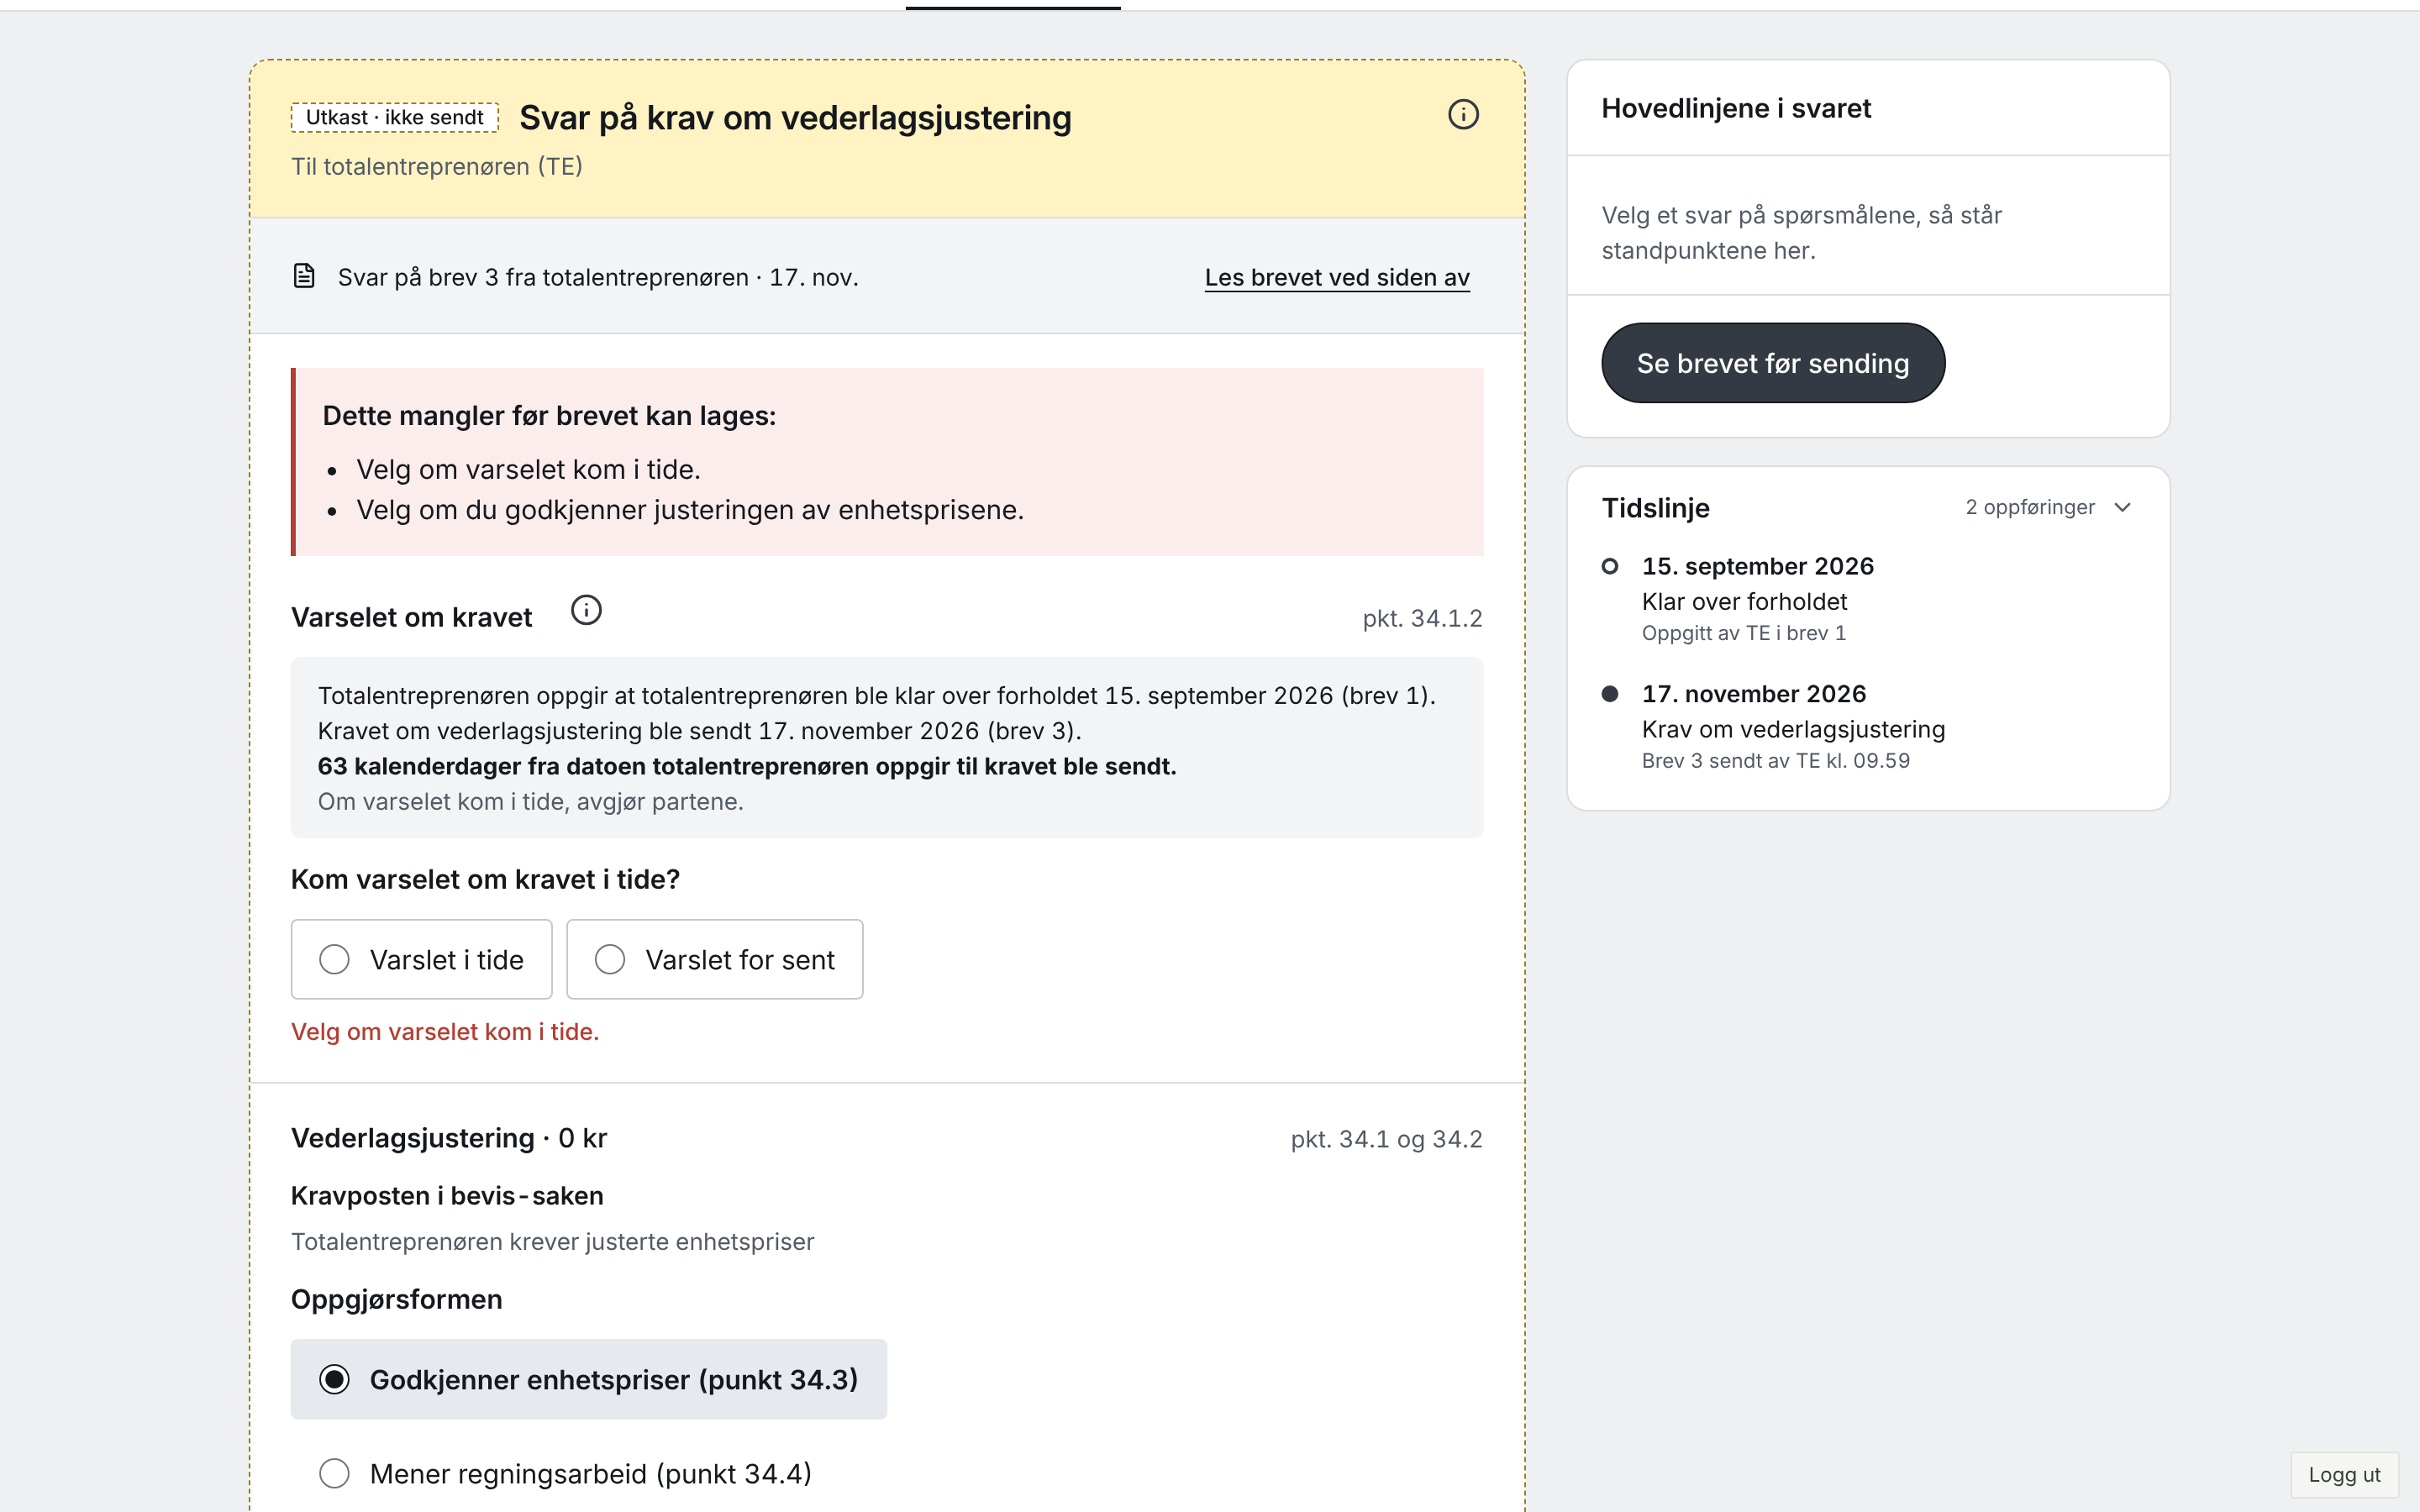 Utkast · ikke sendt
Svar på krav om vederlagsjustering
Til totalentreprenøren (TE)
Svar på brev 3 fra totalentreprenøren · 17. nov.
Les brevet ved siden av
Dette mangler før brevet kan lages:
• Velg om varselet kom i tide.
• Velg om du godkjenner justeringen av enhetsprisene.
Varselet om kravet
pkt. 34.1.2
Totalentreprenøren oppgir at totalentreprenøren ble klar over forholdet 15. september 2026 (brev 1).
Kravet om vederlagsjustering ble sendt 17. november 2026 (brev 3).
63 kalenderdager fra datoen totalentreprenøren oppgir til kravet ble sendt.
Om varselet kom i tide, avgjør partene.
Kom varselet om kravet i tide?
Varslet i tide
Varslet for sent
Velg om varselet kom i tide.
Vederlagsjustering · 0 kr
pkt. 34.1 og 34.2
Kravposten i bevis-saken
Totalentreprenøren krever justerte enhetspriser
Oppgjørsformen
Godkjenner enhetspriser (punkt 34.3)
Mener regningsarbeid (punkt 34.4)
Hovedlinjene i svaret
Velg et svar på spørsmålene, så står
standpunktene her.
Se brevet før sending
Tidslinje
2 oppføringer
15. september 2026
Klar over forholdet
Oppgitt av TE i brev 1
17. november 2026
Krav om vederlagsjustering
Brev 3 sendt av TE kl. 09.59
Logg ut